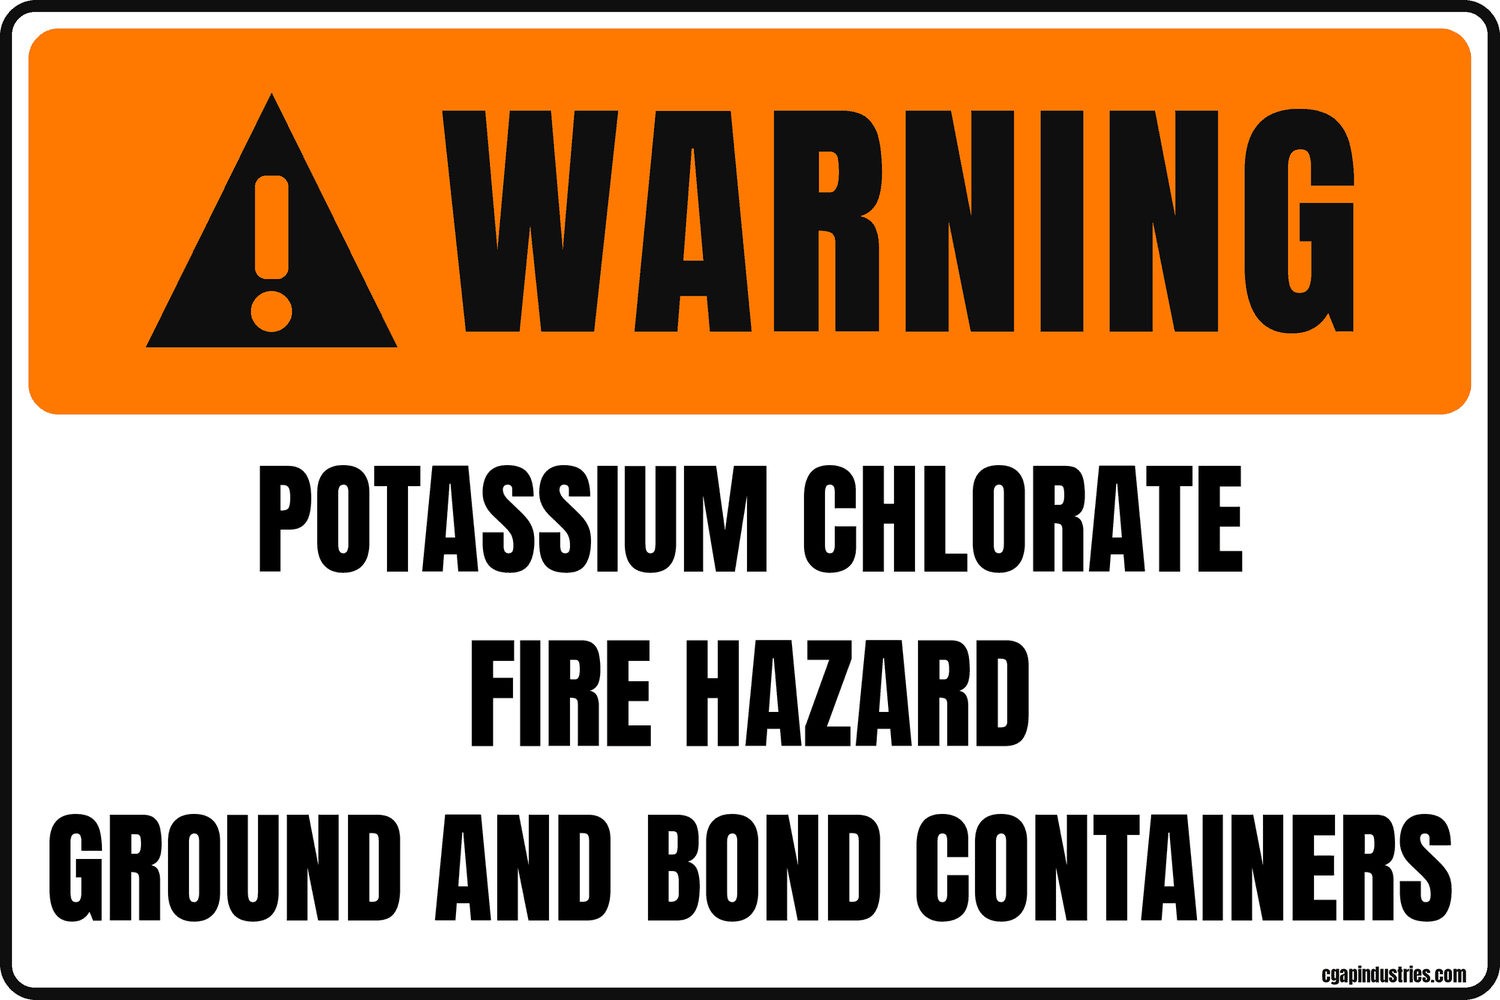 WARNING
POTASSIUM CHLORATE
FIRE HAZARD
GROUND AND BOND CONTAINERS
cgapindustries.com